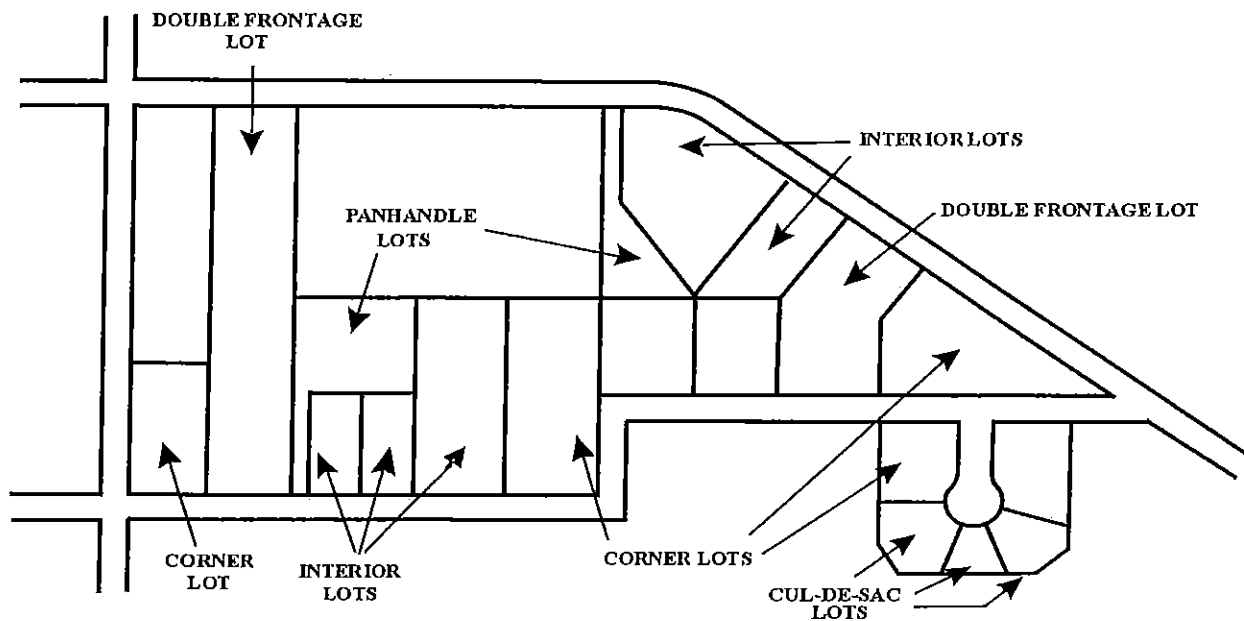 DOUBLE FRONTAGE
LOT
INTERIOR LOTS
PANHANDLE
LOTS
DOUBLE FRONTAGE LOT
CORNER
LOT
INTERIOR
LOTS
CORNER LOTS
CUL-DE-SAC
LOTS